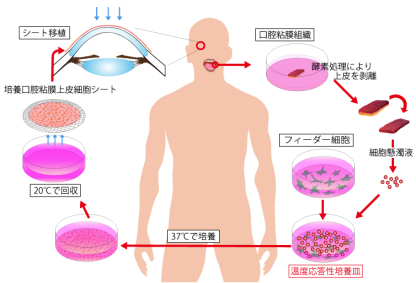 シート移植
口腔粘膜組織
酵素処理により
上皮を剥離
培養口腔粘膜上皮細胞シート
フィーダー細胞
細胞懸濁液
20℃で回収
37℃で培養
温度応答性培養皿